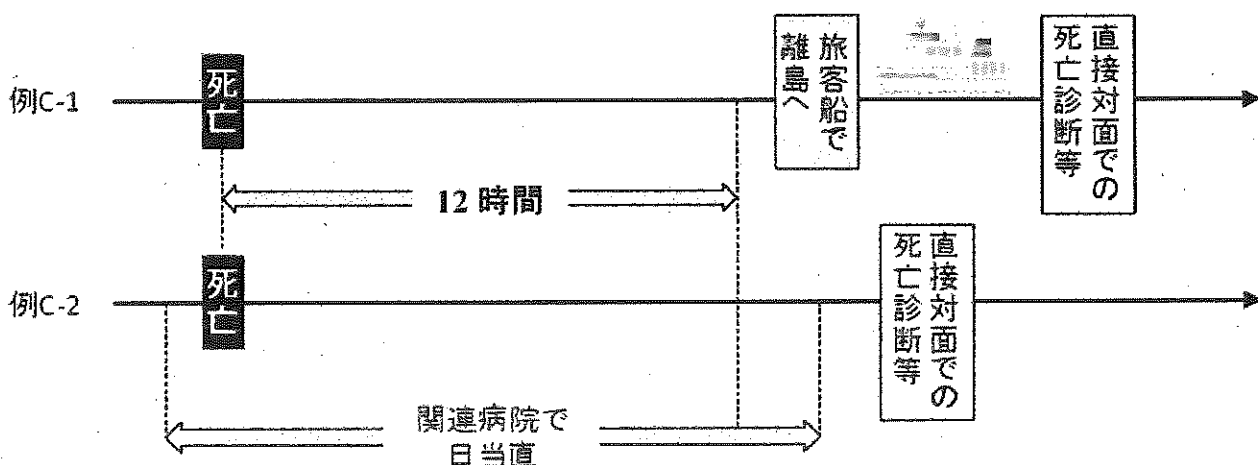 例C-1
死亡
旅客船で
離島へ
直接対面での
死亡診断等
12時間
例C-2
死亡
直接対面での
死亡診断等
関連病院で
日当直